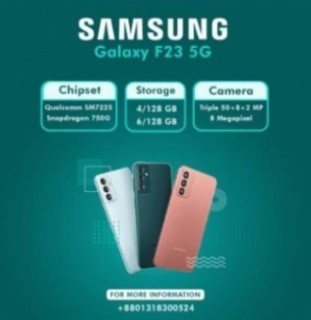 SAMSUNG
Galaxy F23 5G
Chipset
Qualcomm SM7225
Snapdragon 750G
Storage
4/128 GB
6/128 GB
Camera
Triple 50+8+2 MP
8 Megapixel
FOR MORE INFORMATION
+8801318300524